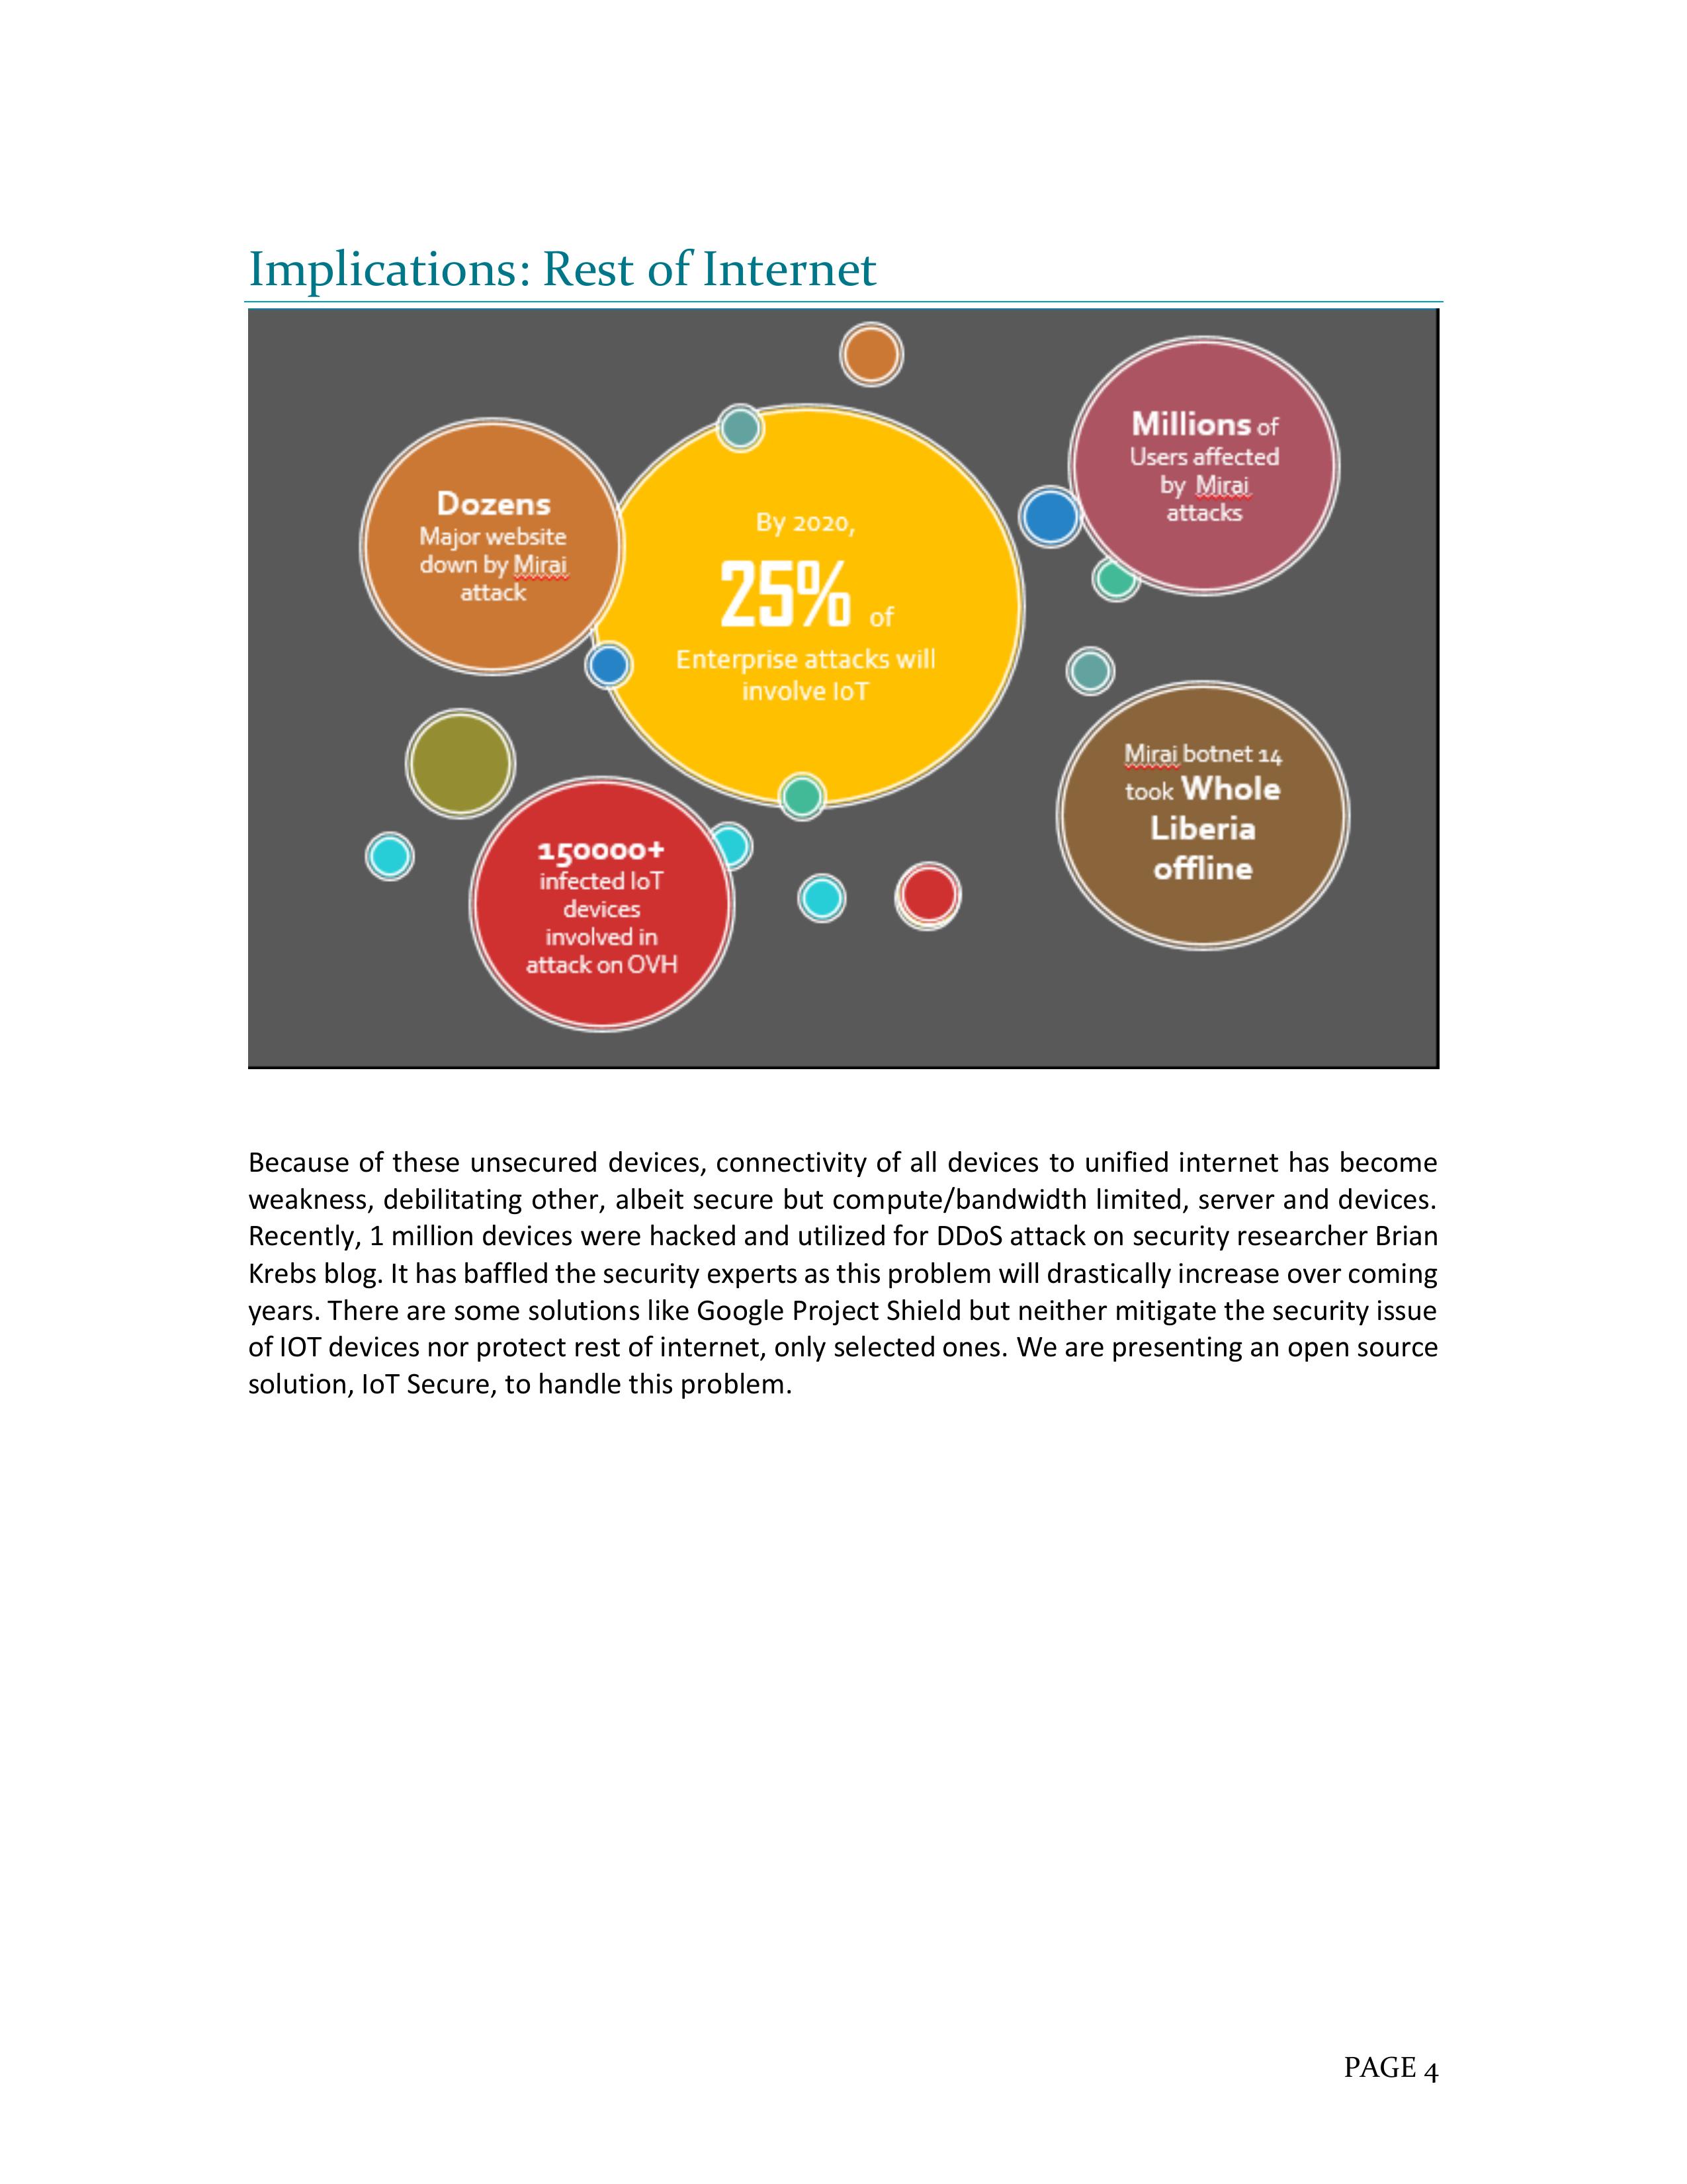 Implications: Rest of Internet
Dozens
Major website
down by Mirai
attack
By 2020,
25% of
Enterprise attacks will
involve IoT
Millions of
Users affected
by Mirai
attacks
150000+
infected IoT
devices
involved in
attack on OVH
Mirai botnet 14
took Whole
Liberia
offline
Because of these unsecured devices, connectivity of all devices to unified internet has become
weakness, debilitating other, albeit secure but compute/bandwidth limited, server and devices.
Recently, 1 million devices were hacked and utilized for DDoS attack on security researcher Brian
Krebs blog. It has baffled the security experts as this problem will drastically increase over coming
years. There are some solutions like Google Project Shield but neither mitigate the security issue
of IOT devices nor protect rest of internet, only selected ones. We are presenting an open source
solution, IoT Secure, to handle this problem.
PAGE 4